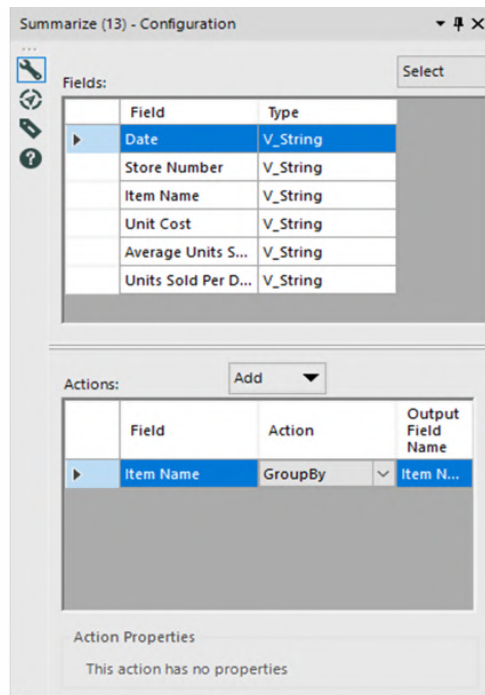 Summarize (13) - Configuration
Select
Fields:
Field Type
Date V_String
Store Number V_String
Item Name V_String
Unit Cost V_String
Average Units S... V_String
Units Sold Per D... V_String
Actions:
Add
Field Action Output Field Name
Item Name GroupBy Item N...
Action Properties
This action has no properties